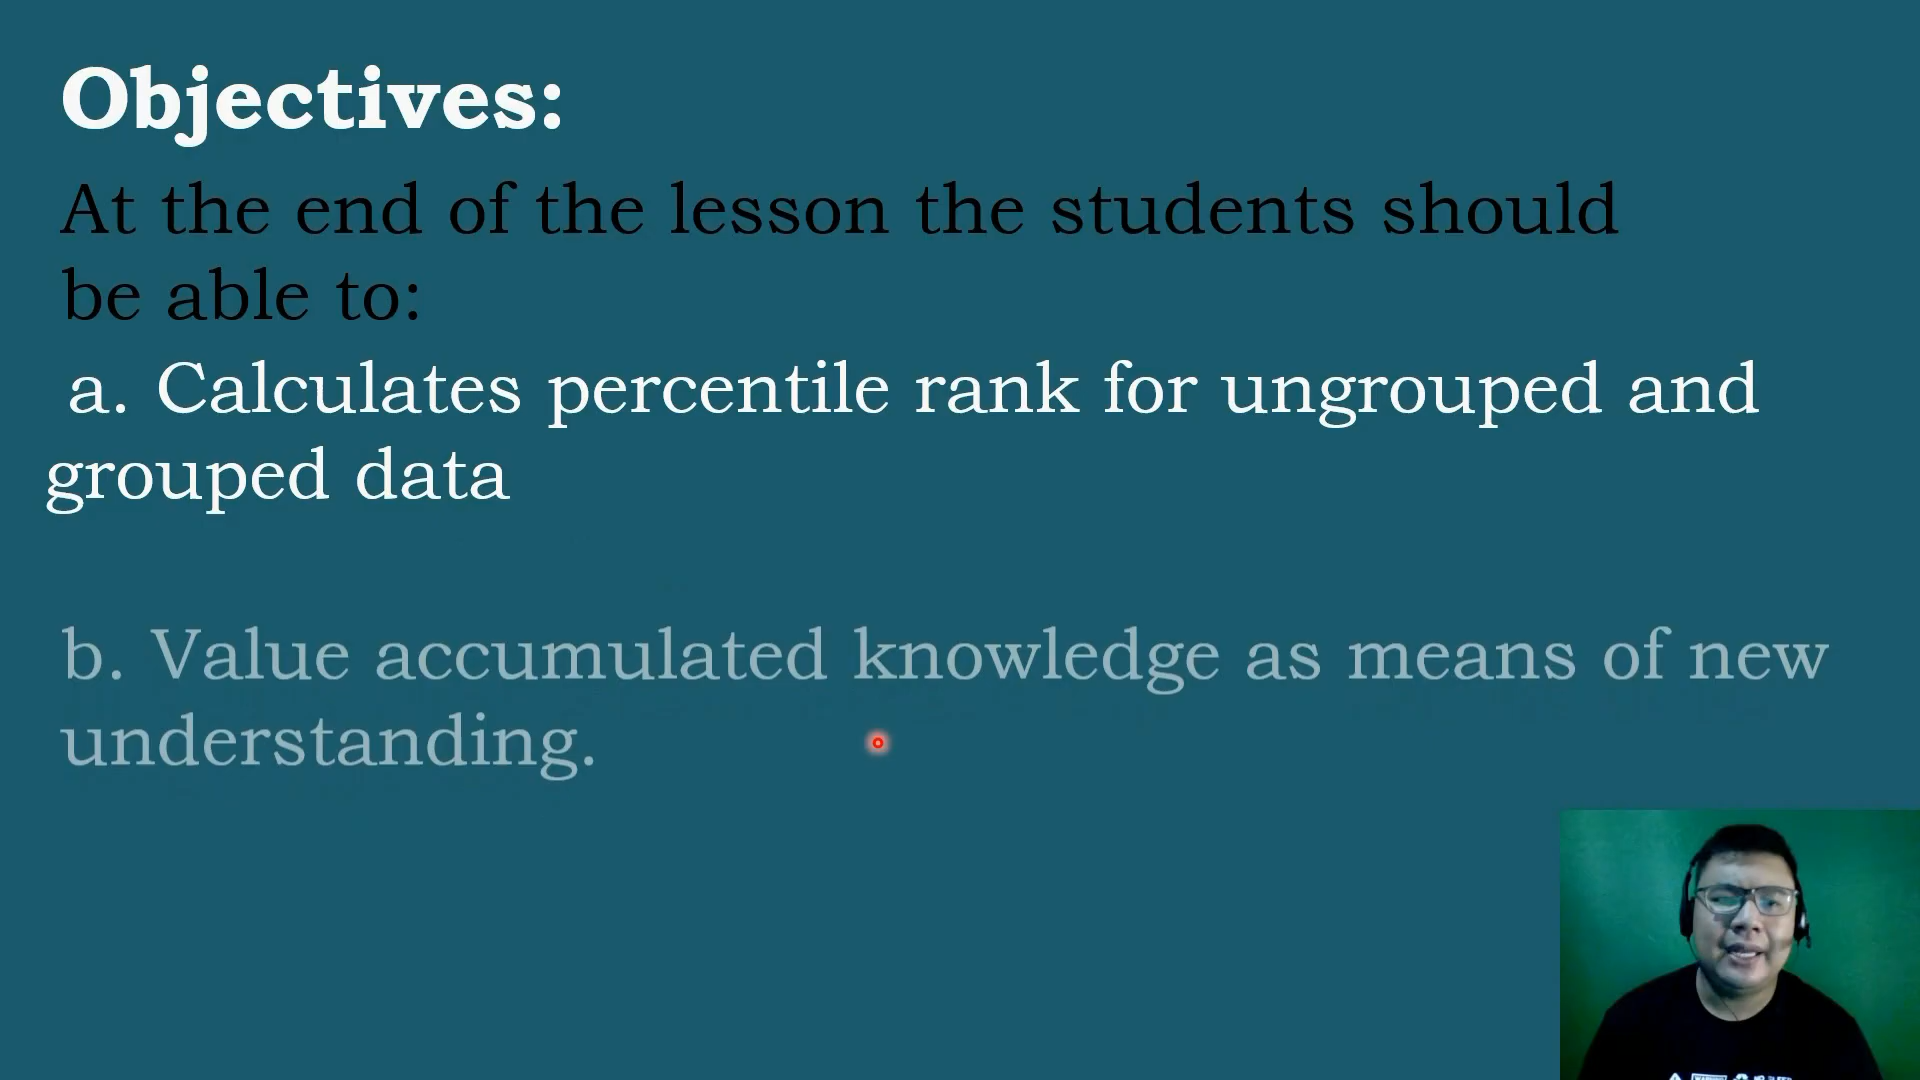 Objectives:
At the end of the lesson the students should
be able to:
a. Calculates percentile rank for ungrouped and
grouped data
b. Value accumulated knowledge as means of new
understanding.